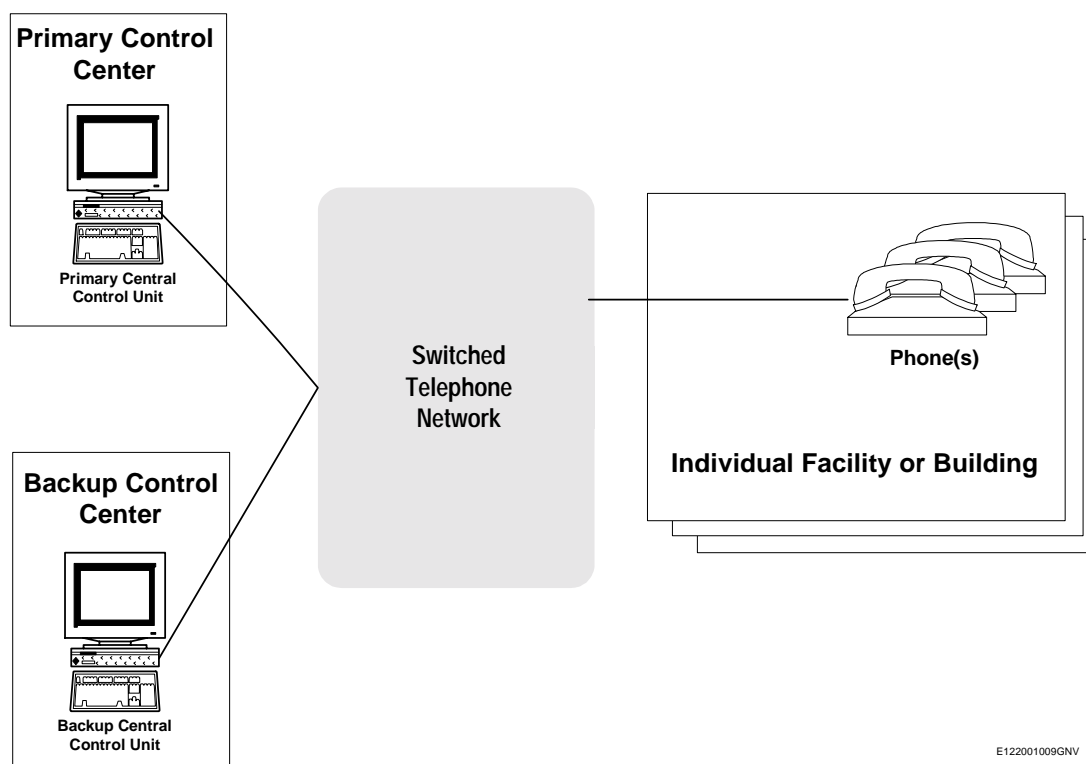 Primary Control
Center
Primary Central
Control Unit
Switched
Telephone
Network
Phone(s)
Individual Facility or Building
Backup Control
Center
Backup Central
Control Unit
E122001009GNV